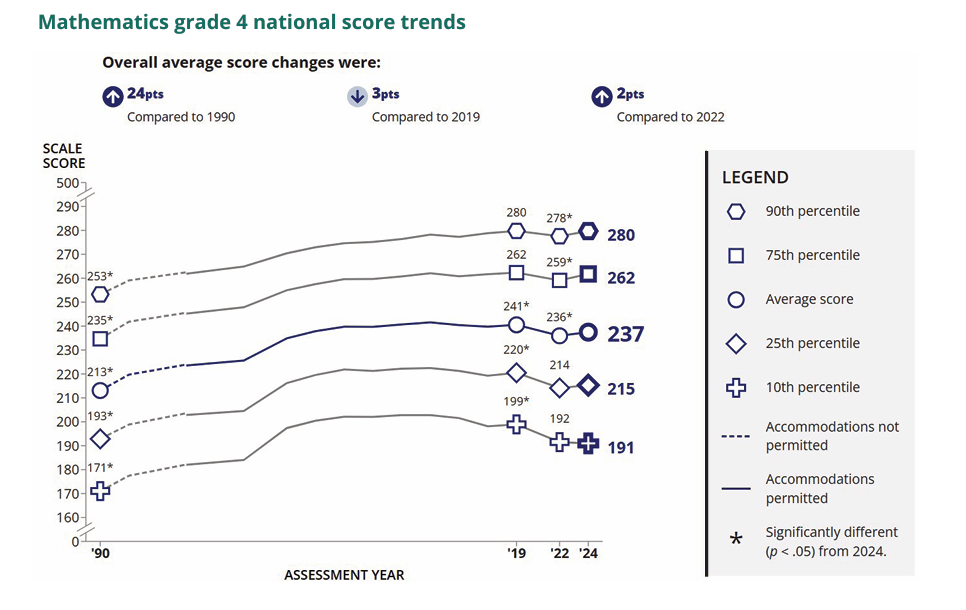 Mathematics grade 4 national score trends
Overall average score changes were:
24pts
Compared to 1990
3pts
Compared to 2019
2pts
Compared to 2022
SCALE
SCORE
500
290
280
270
260
250
240
230
220
210
200
190
180
170
160
0
253*
235*
213*
193*
171*
280
278*
280
262
259*
262
241*
236*
237
220*
214
215
199*
192
191
'90
'19
'22
'24
ASSESSMENT YEAR
LEGEND
90th percentile
75th percentile
Average score
25th percentile
10th percentile
Accommodations not
permitted
Accommodations
permitted
* Significantly different
(p < .05) from 2024.